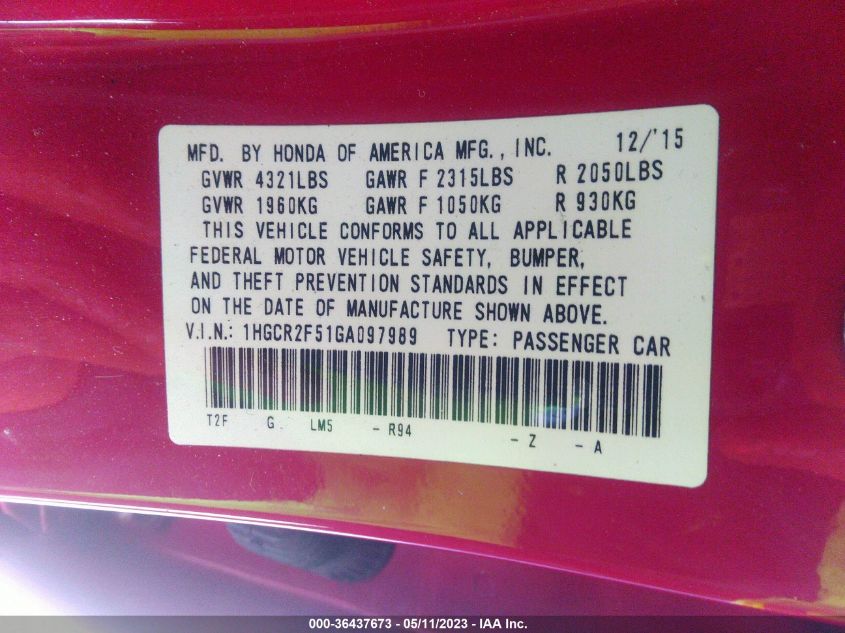 MFD. BY HONDA OF AMERICA MFG., INC. 12/'15
GVWR 4321LBS GAWR F 2315LBS R 2050LBS
GVWR 1960KG GAWR F 1050KG R 930KG
THIS VEHICLE CONFORMS TO ALL APPLICABLE
FEDERAL MOTOR VEHICLE SAFETY, BUMPER,
AND THEFT PREVENTION STANDARDS IN EFFECT
ON THE DATE OF MANUFACTURE SHOWN ABOVE.
V.I.N.: 1HGCR2F51GA097989 TYPE: PASSENGER CAR
T2F G LM5 - R94 - Z - A
000-36437673 - 05/11/2023 - IAA Inc.